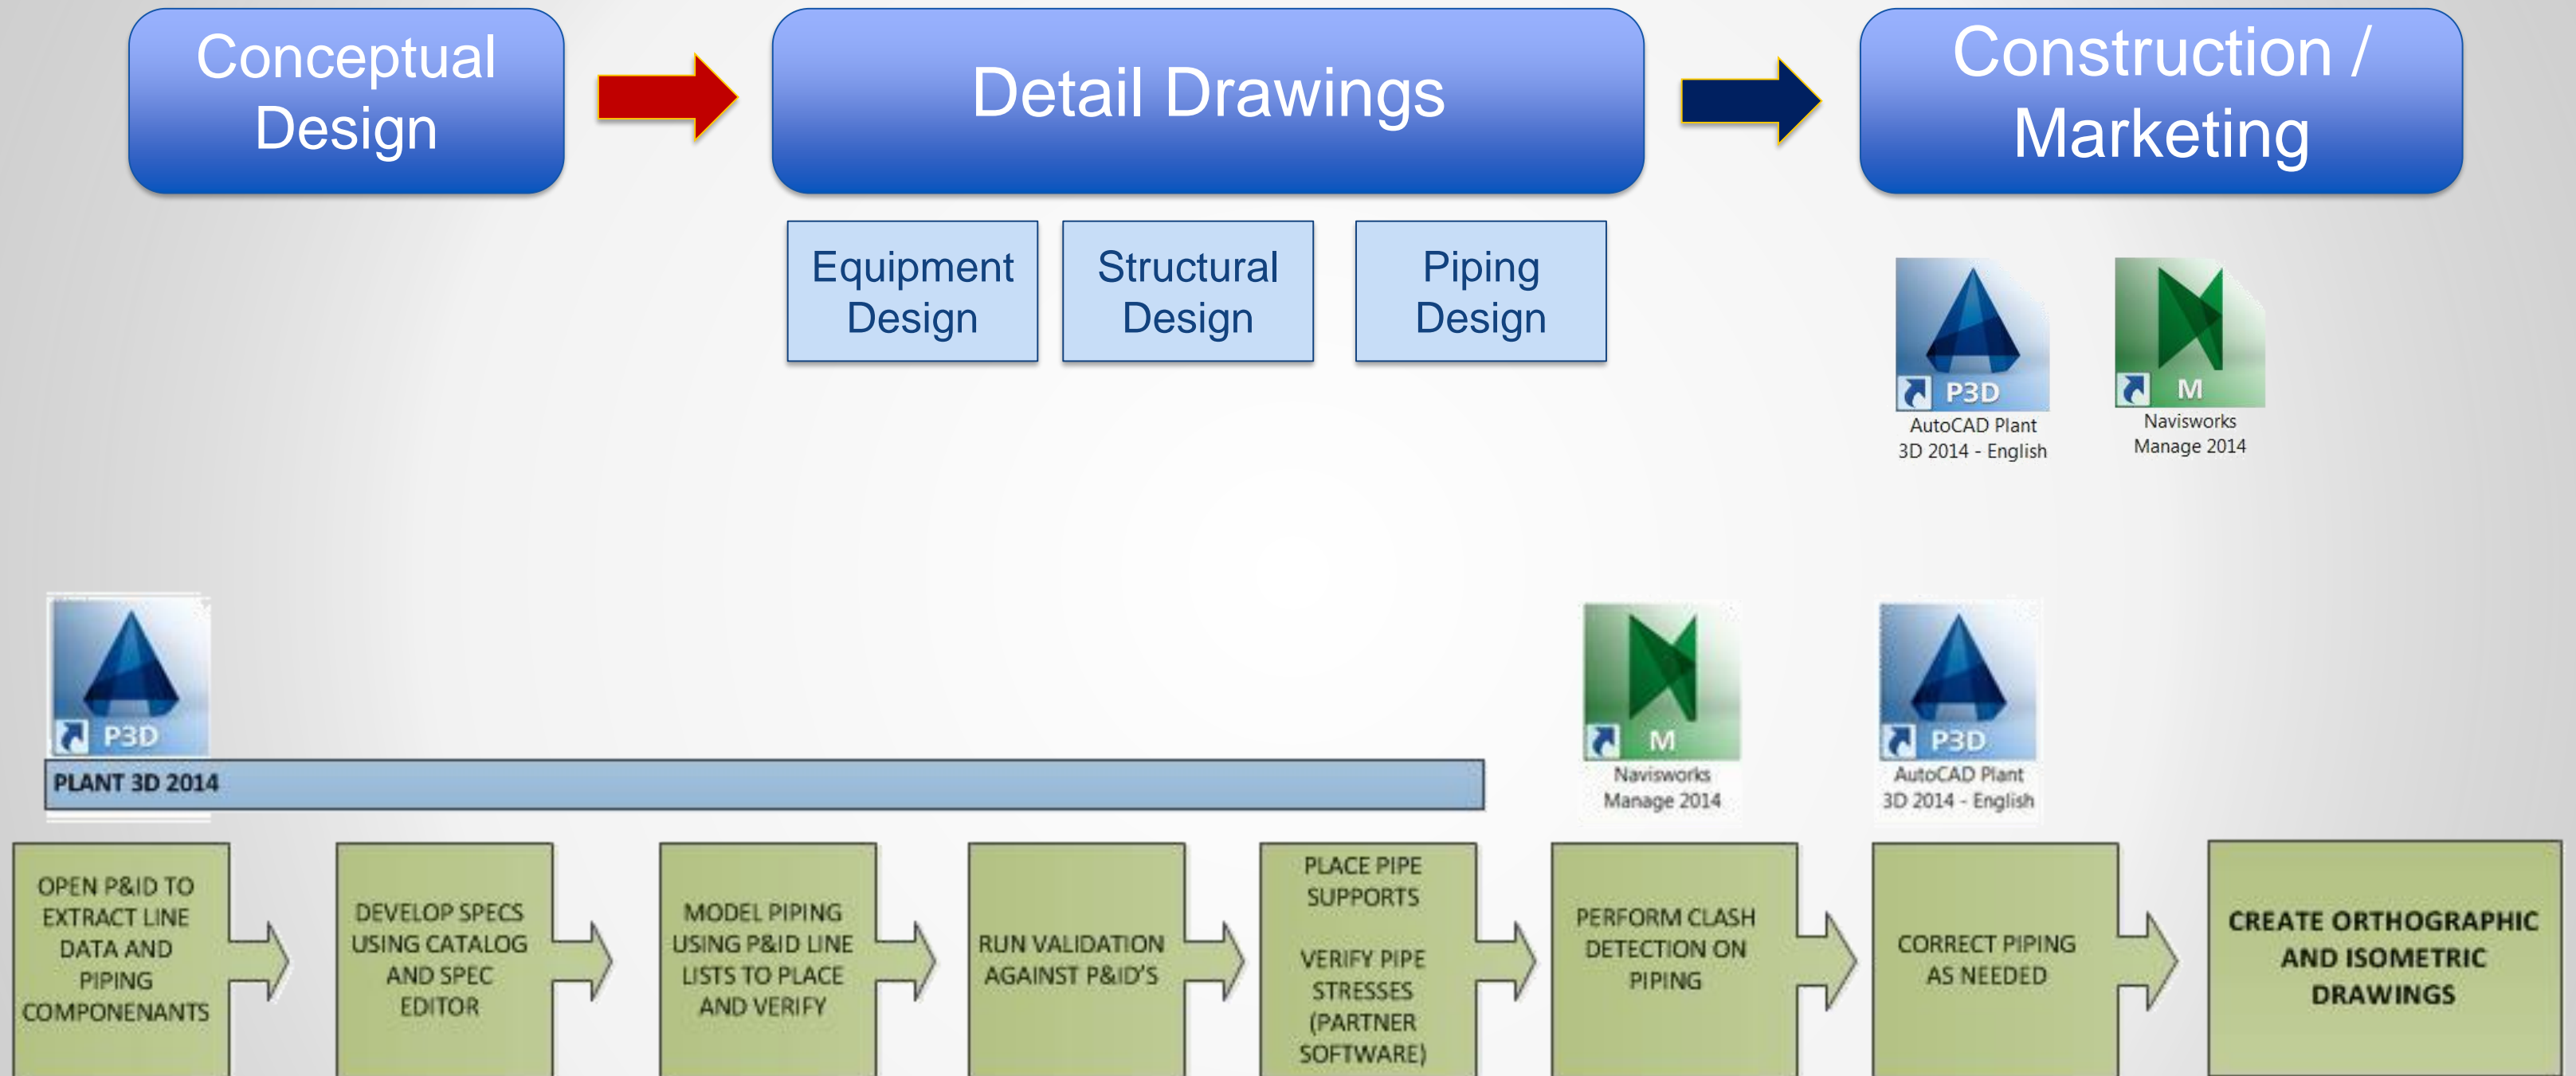 Conceptual
Design
Detail Drawings
Construction /
Marketing
Equipment
Design
Structural
Design
Piping
Design
P3D
AutoCAD Plant
3D 2014 - English
M
Navisworks
Manage 2014
P3D
PLANT 3D 2014
M
Navisworks
Manage 2014
P3D
AutoCAD Plant
3D 2014 - English
OPEN P&ID TO
EXTRACT LINE
DATA AND
PIPING
COMPONENANTS
DEVELOP SPECS
USING CATALOG
AND SPEC
EDITOR
MODEL PIPING
USING P&ID LINE
LISTS TO PLACE
AND VERIFY
RUN VALIDATION
AGAINST P&ID'S
PLACE PIPE
SUPPORTS
VERIFY PIPE
STRESSES
(PARTNER
SOFTWARE)
PERFORM CLASH
DETECTION ON
PIPING
CORRECT PIPING
AS NEEDED
CREATE ORTHOGRAPHIC
AND ISOMETRIC
DRAWINGS